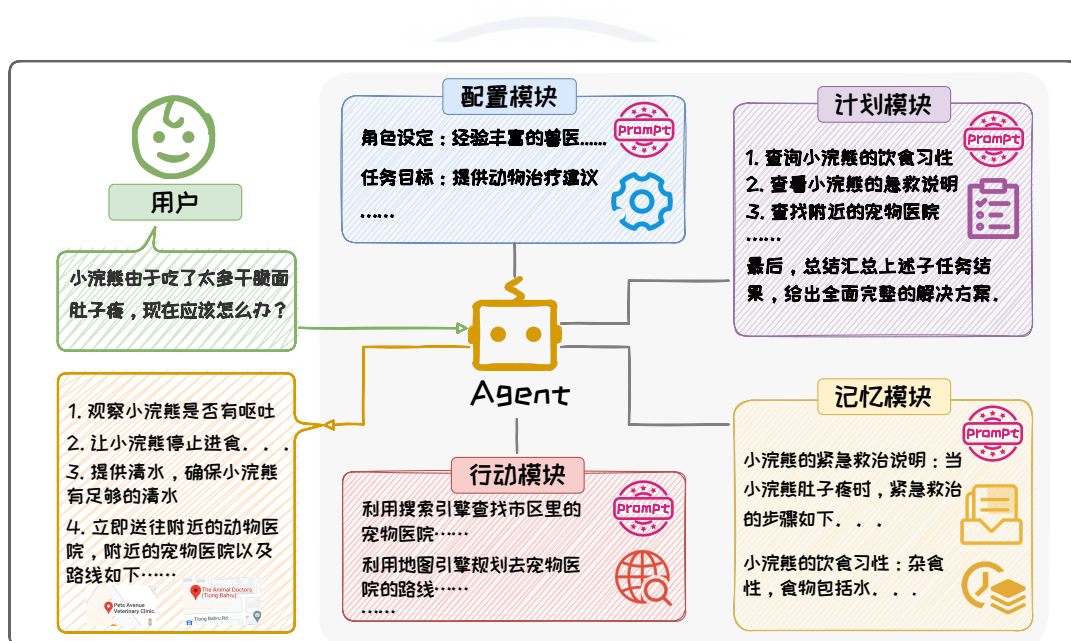 用户
小浣熊由于吃了太多干脆面
肚子疼，现在应该怎么办？
配置模块
Prompt
角色设定：经验丰富的兽医......
任务目标：提供动物治疗建议
......
计划模块
Prompt
1. 查询小浣熊的饮食习性
2. 查看小浣熊的急救说明
3. 查找附近的宠物医院
......
最后，总结汇总上述子任务结
果，给出全面完整的解决方案.
Agent
1. 观察小浣熊是否有呕吐
2. 让小浣熊停止进食. . .
3. 提供清水，确保小浣熊
有足够的清水
4. 立即送往附近的动物医
院，附近的宠物医院以及
路线如下……
Pets Avenue
Veterinary Clinic.
The Animal Doctors
(Tiong Bahru)
Tiong Bahru Rd
行动模块
Prompt
利用搜索引擎查找市区里的
宠物医院……
利用地图引擎规划去宠物医
院的路线……
……
记忆模块
Prompt
小浣熊的紧急救治说明：当
小浣熊肚子疼时，紧急救治
的步骤如下. . .
小浣熊的饮食习性：杂食
性，食物包括水. . .